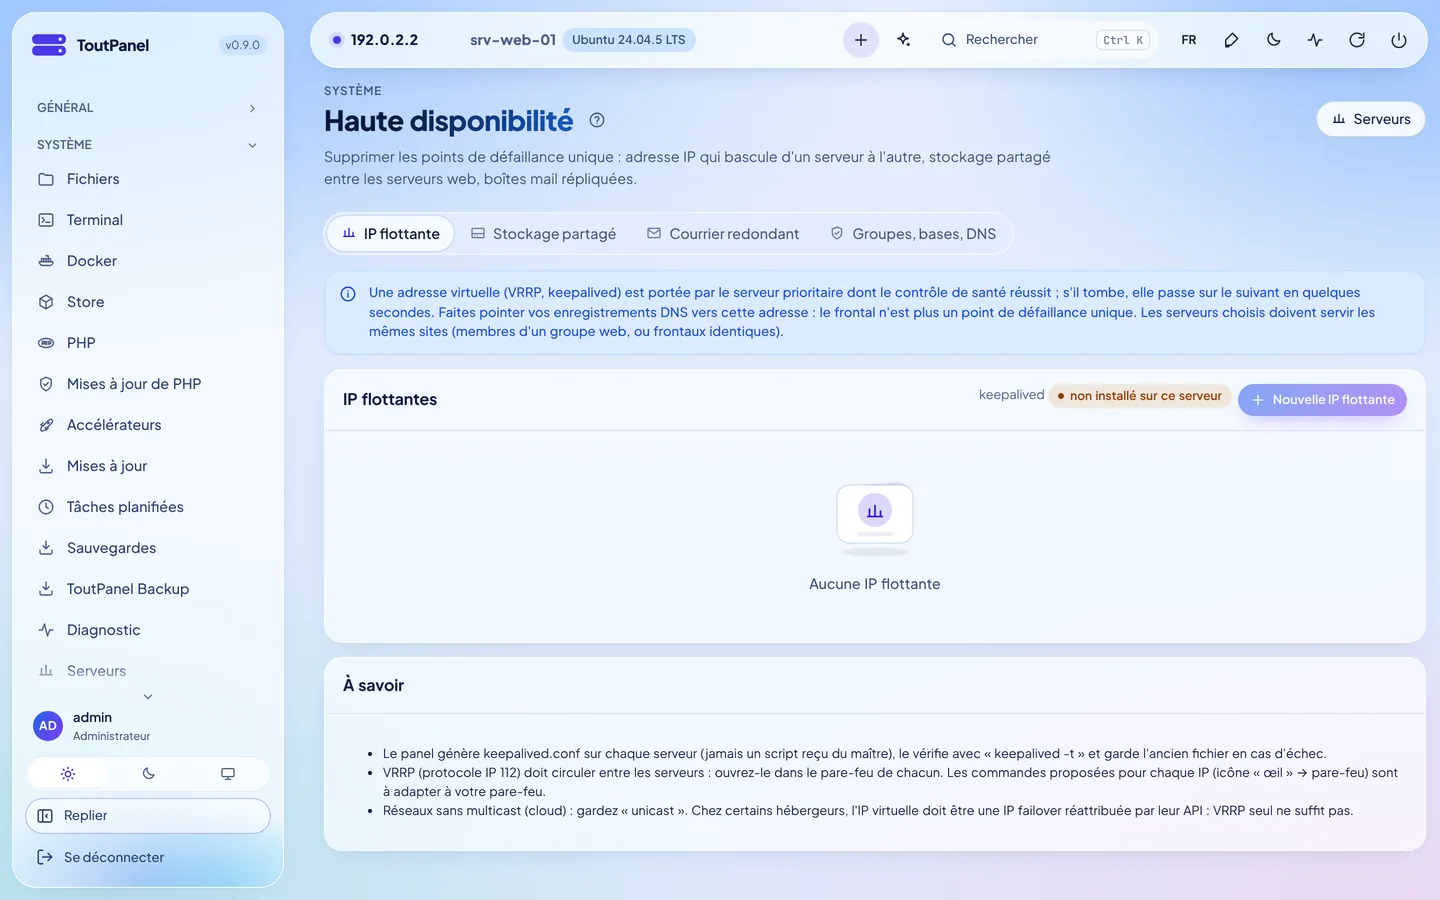 ToutPanel
v0.9.0
GÉNÉRAL
SYSTÈME
Fichiers
Terminal
Docker
Store
PHP
Mises à jour de PHP
Accélérateurs
Mises à jour
Tâches planifiées
Sauvegardes
ToutPanel Backup
Diagnostic
Serveurs
AD
admin
Administrateur
Replier
Se déconnecter
192.0.2.2
srv-web-01
Ubuntu 24.04.5 LTS
Rechercher
Ctrl K
FR
SYSTÈME
Haute disponibilité
Serveurs
Supprimer les points de défaillance unique : adresse IP qui bascule d'un serveur à l'autre, stockage partagé
entre les serveurs web, boîtes mail répliquées.
IP flottante
Stockage partagé
Courrier redondant
Groupes, bases, DNS
Une adresse virtuelle (VRRP, keepalived) est portée par le serveur prioritaire dont le contrôle de santé réussit ; s'il tombe, elle passe sur le suivant en quelques
secondes. Faites pointer vos enregistrements DNS vers cette adresse : le frontal n'est plus un point de défaillance unique. Les serveurs choisis doivent servir les
mêmes sites (membres d'un groupe web, ou frontaux identiques).
IP flottantes
keepalived
non installé sur ce serveur
Nouvelle IP flottante
Aucune IP flottante
À savoir
• Le panel génère keepalived.conf sur chaque serveur (jamais un script reçu du maître), le vérifie avec « keepalived -t » et garde l'ancien fichier en cas d'échec.
• VRRP (protocole IP 112) doit circuler entre les serveurs : ouvrez-le dans le pare-feu de chacun. Les commandes proposées pour chaque IP (icône « œil » → pare-feu) sont
à adapter à votre pare-feu.
• Réseaux sans multicast (cloud) : gardez « unicast ». Chez certains hébergeurs, l'IP virtuelle doit être une IP failover réattribuée par leur API : VRRP seul ne suffit pas.